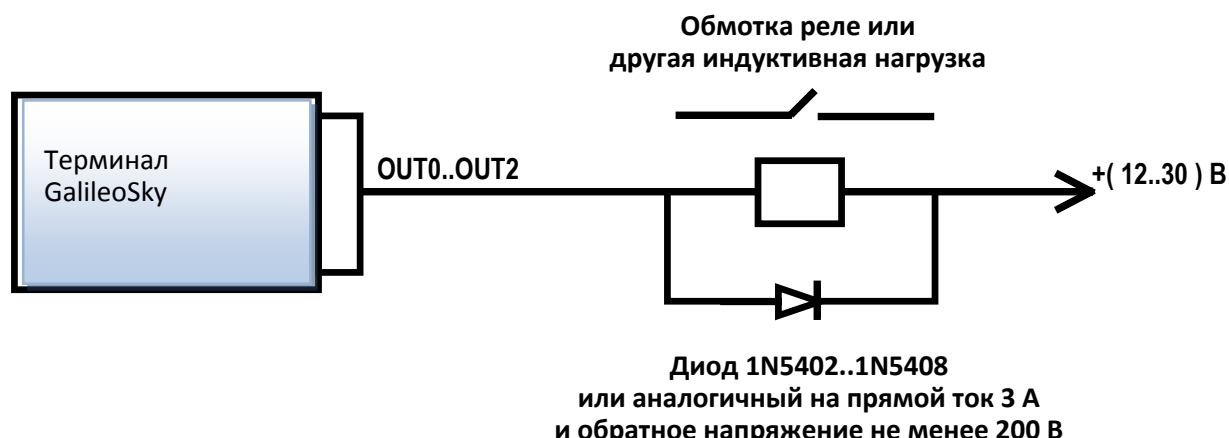 Обмотка реле или
другая индуктивная нагрузка
Терминал
GalileoSky
OUT0..OUT2
+( 12..30 ) В
Диод 1N5402..1N5408
или аналогичный на прямой ток 3 А
и обратное напряжение не менее 200 В